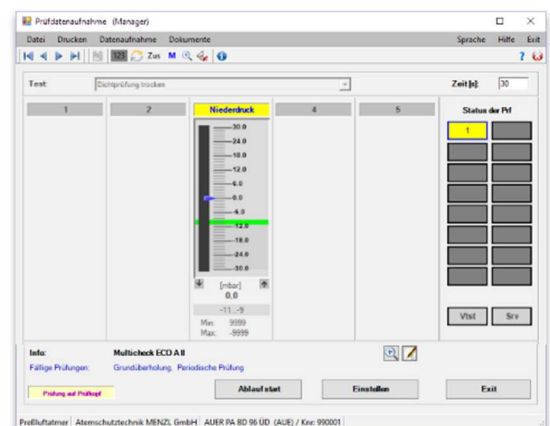 Prüfdatenaufnahme (Manager)
Datei Drucken Datenaufnahme Dokumente Sprache Hilfe Exit
123 Zus M ?
Test: Dichtprüfung trocken Zeit [s]: 30
1 2 Niederdruck 4 5 Status der Prf
1
30.0
24.0
18.0
12.0
6.0
0.0
-6.0
-12.0
-18.0
-24.0
-30.0
[mbar]
0,0
-11..-9
Min: 9999
Max: -9999
Vtst Srv
Info: Multicheck ECO A II
Fällige Prüfungen: Grundüberholung, Periodische Prüfung
Prüfung auf Prüfkopf Ablaufstart Einstellen Exit
Preßluftatmer Atemschutztechnik MENZL GmbH AUER PA BD 96 ÜD (AUE) / Knr: 990001